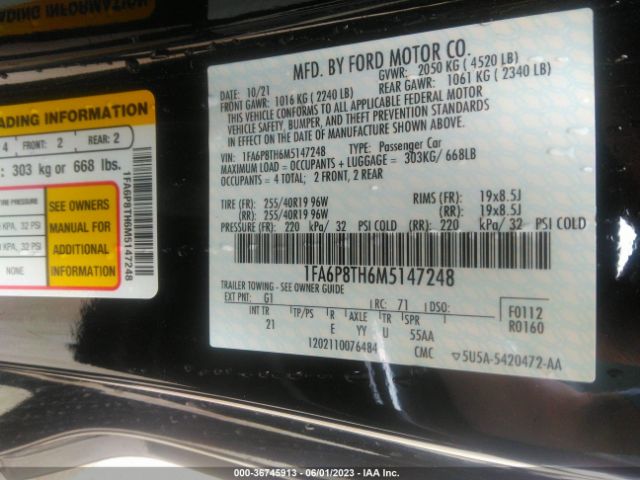 ADING INFORMATION
4 FRONT: 2 REAR: 2
: 303 kg or 668 lbs.
RE PRESSURE
KPA, 32 PSI
KPA, 32 PSI
NONE
SEE OWNERS
MANUAL FOR
ADDITIONAL
INFORMATION
1FA6P8TH6M5147248
MFD. BY FORD MOTOR CO.
DATE: 10/21 GVWR: 2050 KG ( 4520 LB)
FRONT GAWR: 1016 KG ( 2240 LB) REAR GAWR: 1061 KG ( 2340 LB)
THIS VEHICLE CONFORMS TO ALL APPLICABLE FEDERAL MOTOR
VEHICLE SAFETY, BUMPER, AND THEFT PREVENTION STANDARDS
IN EFFECT ON THE DATE OF MANUFACTURE SHOWN ABOVE.
VIN: 1FA6P8TH6M5147248 TYPE: Passenger Car
MAXIMUM LOAD = OCCUPANTS + LUGGAGE = 303KG/ 668LB
OCCUPANTS = 4 TOTAL; 2 FRONT, 2 REAR
TIRE (FR): 255/40R19 96W RIMS (FR): 19x8.5J
(RR): 255/40R19 96W (RR): 19x8.5J
PRESSURE (FR): 220 kPa/ 32 PSI COLD (RR): 220 kPa/ 32 PSI COLD
1FA6P8TH6M5147248
TRAILER TOWING - SEE OWNER GUIDE
EXT PNT: G1 RC: 71 DSO:
INT TR TP/PS R AXLE TR SPR
21 E YY U 55AA
F0112
R0160
1202110076484 CMC 5U5A-5420472-AA
000-36745913 - 06/01/2023 - IAA Inc.